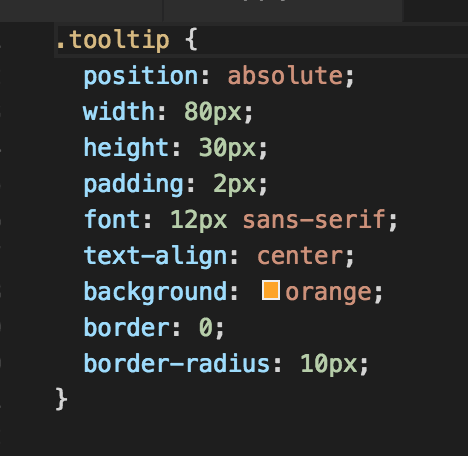 .tooltip {
  position: absolute;
  width: 80px;
  height: 30px;
  padding: 2px;
  font: 12px sans-serif;
  text-align: center;
  background: orange;
  border: 0;
  border-radius: 10px;
}